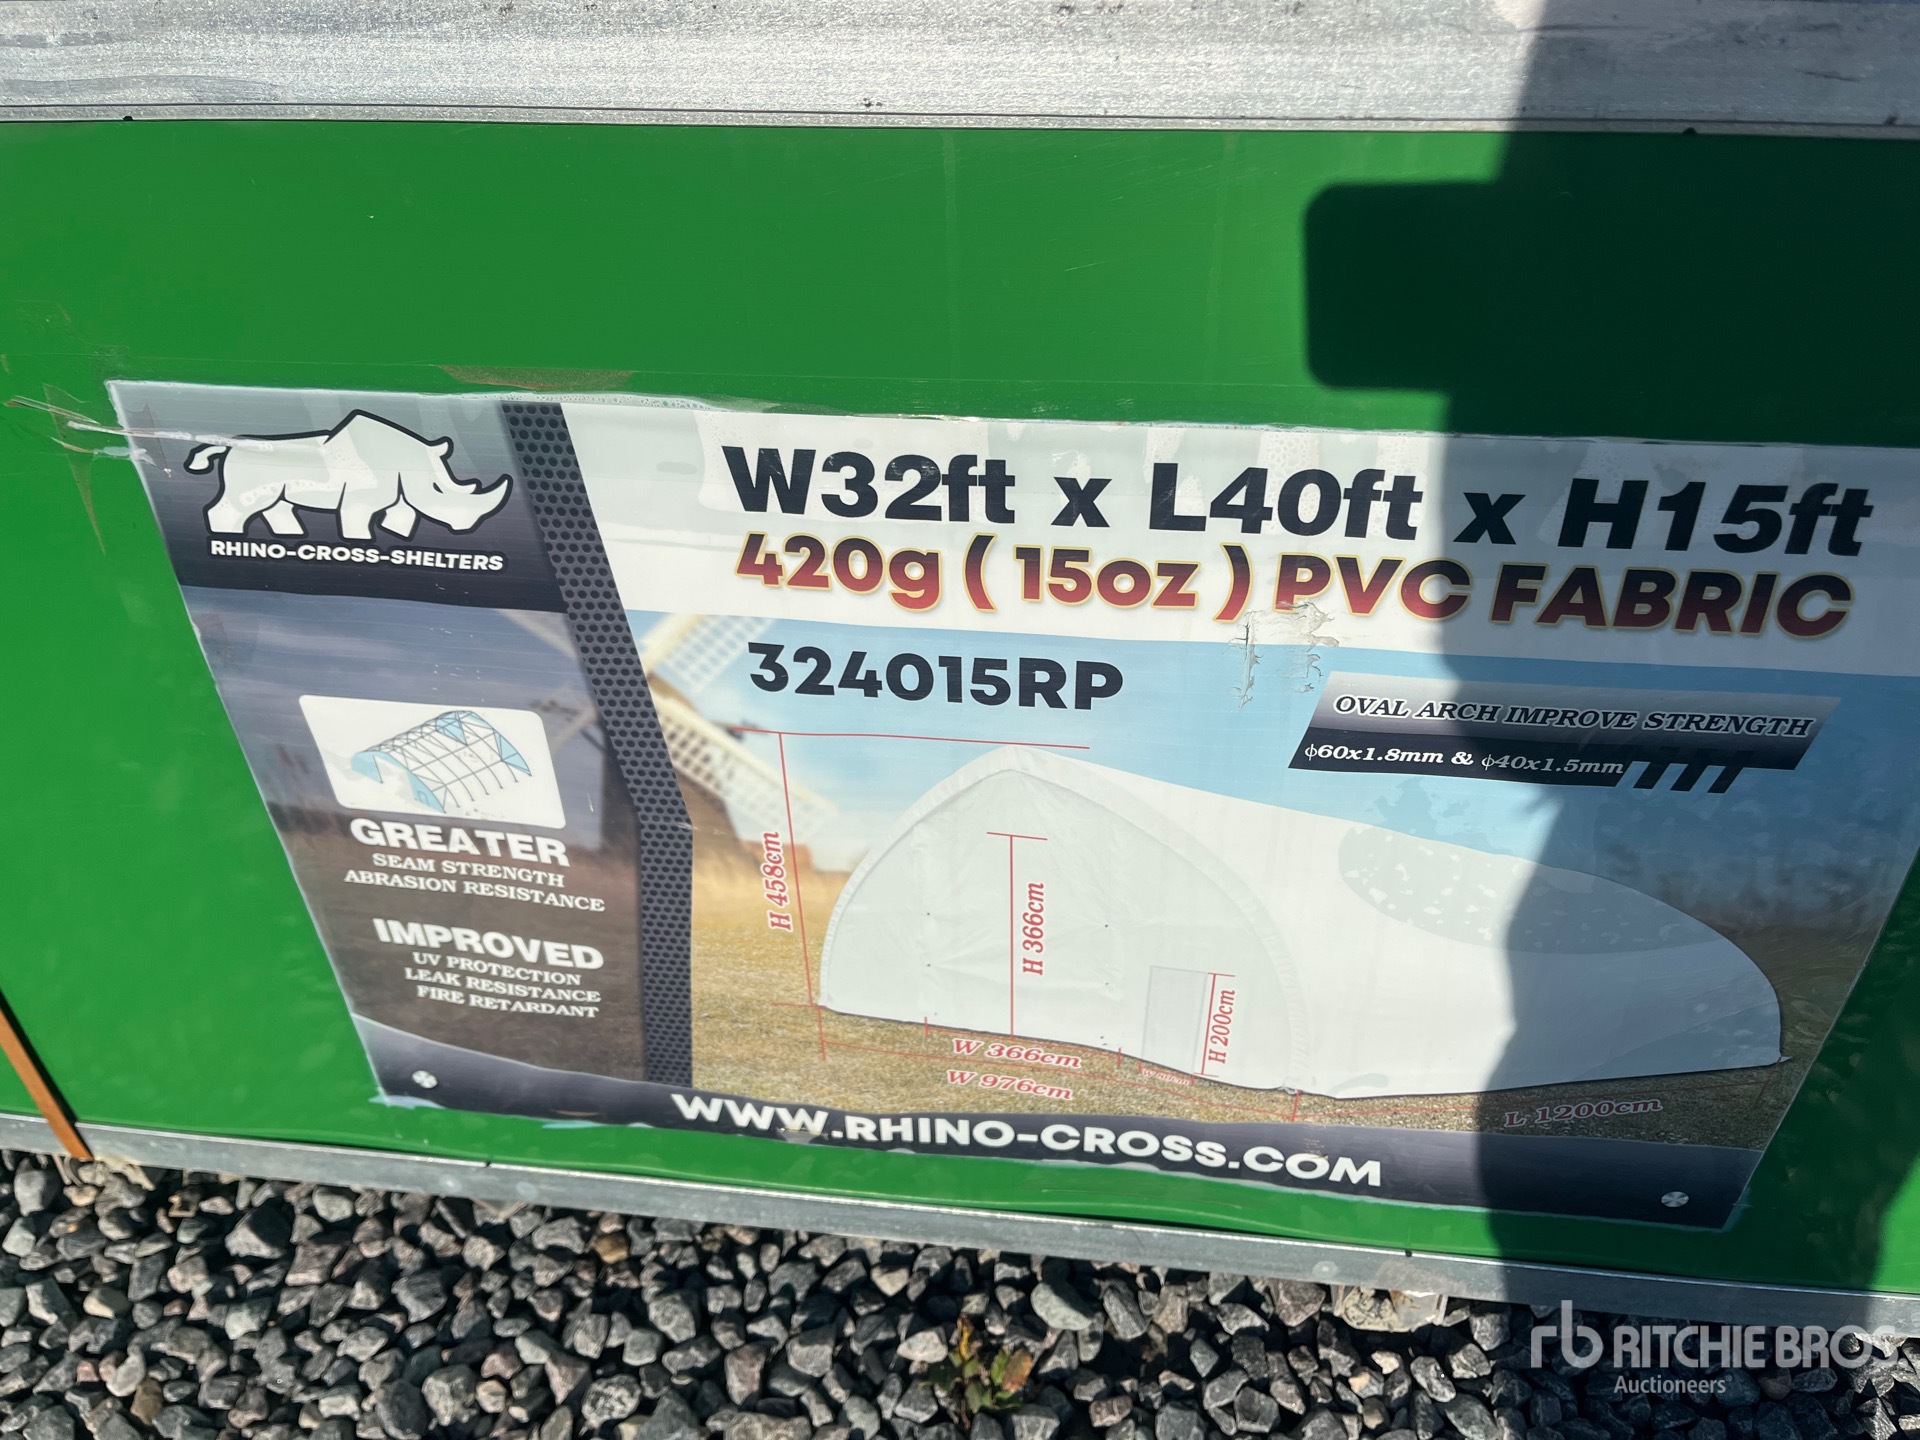 RHINO-CROSS-SHELTERS
W32ft x L40ft x H15ft
420g ( 15oz ) PVC FABRIC
324015RP
OVAL ARCH IMPROVE STRENGTH
ϕ60x1.8mm & ϕ40x1.5mm
GREATER
SEAM STRENGTH
ABRASION RESISTANCE
IMPROVED
UV PROTECTION
LEAK RESISTANCE
FIRE RETARDANT
H 458cm
H 366cm
H 200cm
W 366cm
W 976cm
L 1200cm
WWW.RHINO-CROSS.COM
rb RITCHIE BROS
Auctioneers